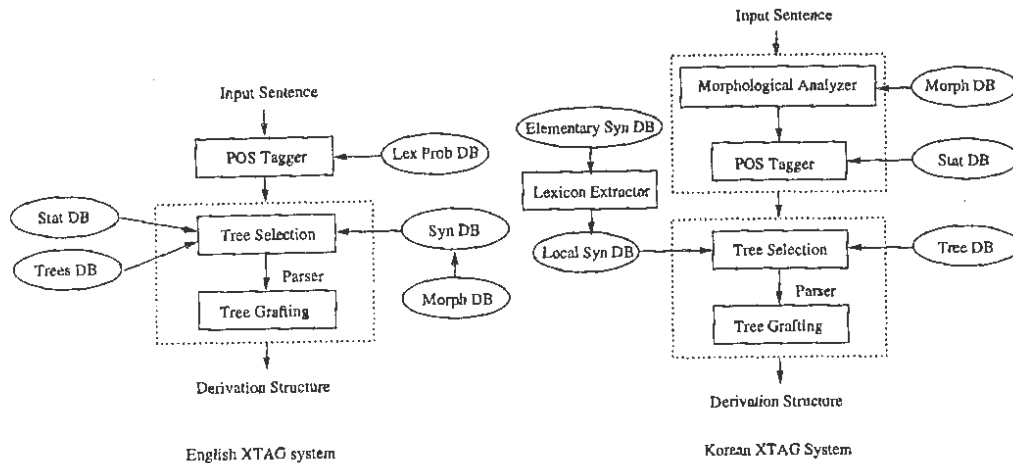 Input Sentence
POS Tagger
Lex Prob DB
Stat DB
Tree Selection
Syn DB
Trees DB
Parser
Morph DB
Tree Grafting
Derivation Structure
English XTAG system
Input Sentence
Morphological Analyzer
Morph DB
Elementary Syn DB
POS Tagger
Stat DB
Lexicon Extractor
Local Syn DB
Tree Selection
Tree DB
Parser
Tree Grafting
Derivation Structure
Korean XTAG System